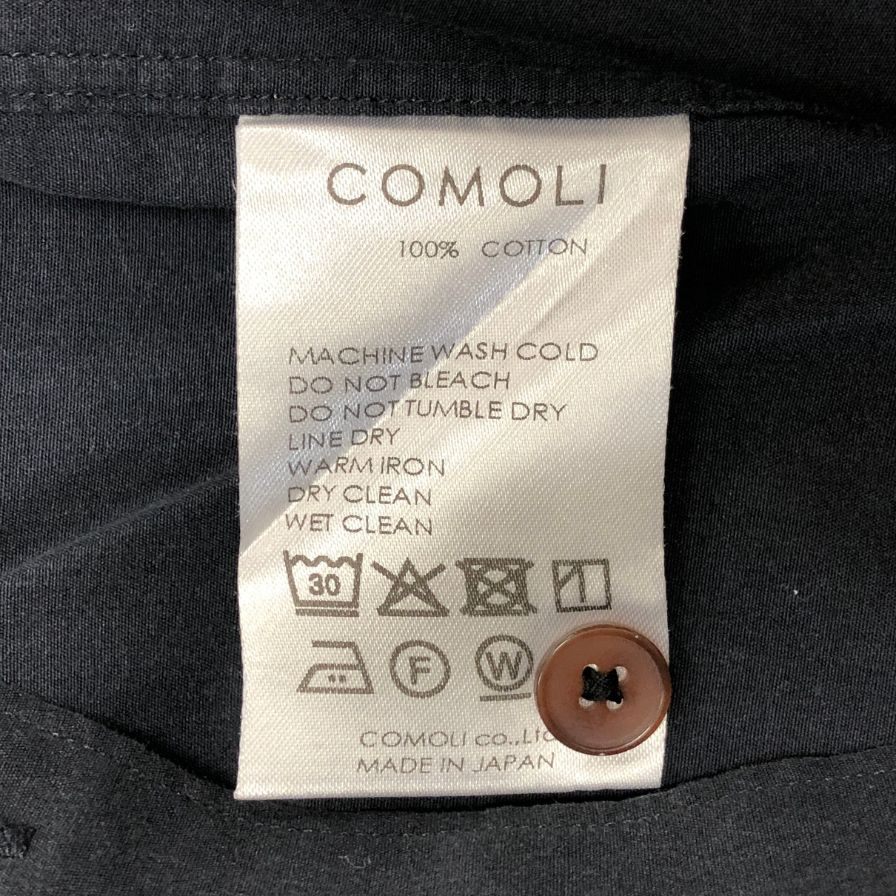 COMOLI
100% COTTON
MACHINE WASH COLD
DO NOT BLEACH
DO NOT TUMBLE DRY
LINE DRY
WARM IRON
DRY CLEAN
WET CLEAN
30
F W
COMOLI co.,Ltd
MADE IN JAPAN